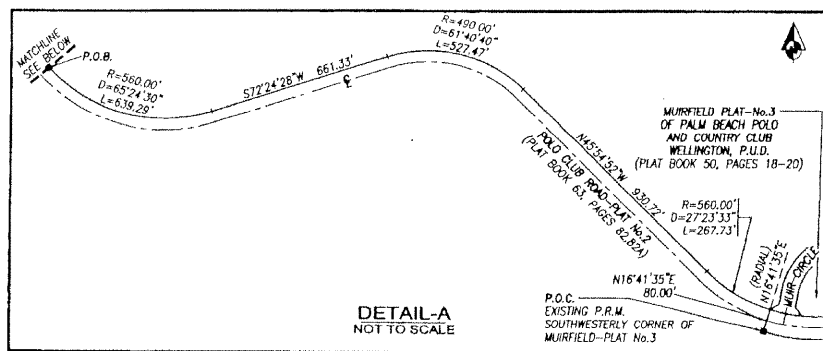 MATCHLINE
SEE BELOW
P.O.B.
R=560.00'
D=65°24'30"
L=639.29'
S72°24'28"W 661.33'
℄
R=490.00'
D=61°40'40"
L=527.47'
N45°54'52"W 930.72'
POLO CLUB ROAD-PLAT No.2
(PLAT BOOK 63, PAGES 82,82A)
MUIRFIELD PLAT-No.3
OF PALM BEACH POLO
AND COUNTRY CLUB
WELLINGTON, P.U.D.
(PLAT BOOK 50, PAGES 18-20)
R=560.00'
D=27°23'33"
L=267.73'
N16°41'35"E
80.00'
(RADIAL)
N16°41'35"E
MUIR CIRCLE
P.O.C.
EXISTING P.R.M.
SOUTHWESTERLY CORNER OF
MUIRFIELD-PLAT No.3
DETAIL-A
NOT TO SCALE